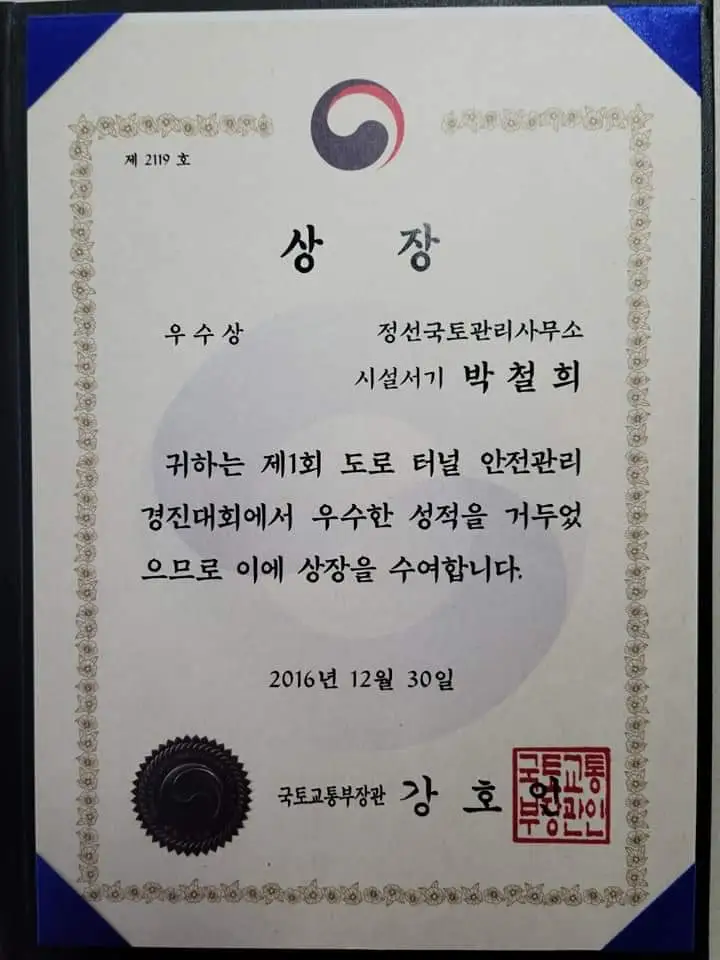 제 2119 호
상 장
우수상 정선국토관리사무소
시설서기 박철희
귀하는 제1회 도로 터널 안전관리
경진대회에서 우수한 성적을 거두었
으므로 이에 상장을 수여합니다.
2016년 12월 30일
국토교통부장관 강호인
국토교통
부장관인